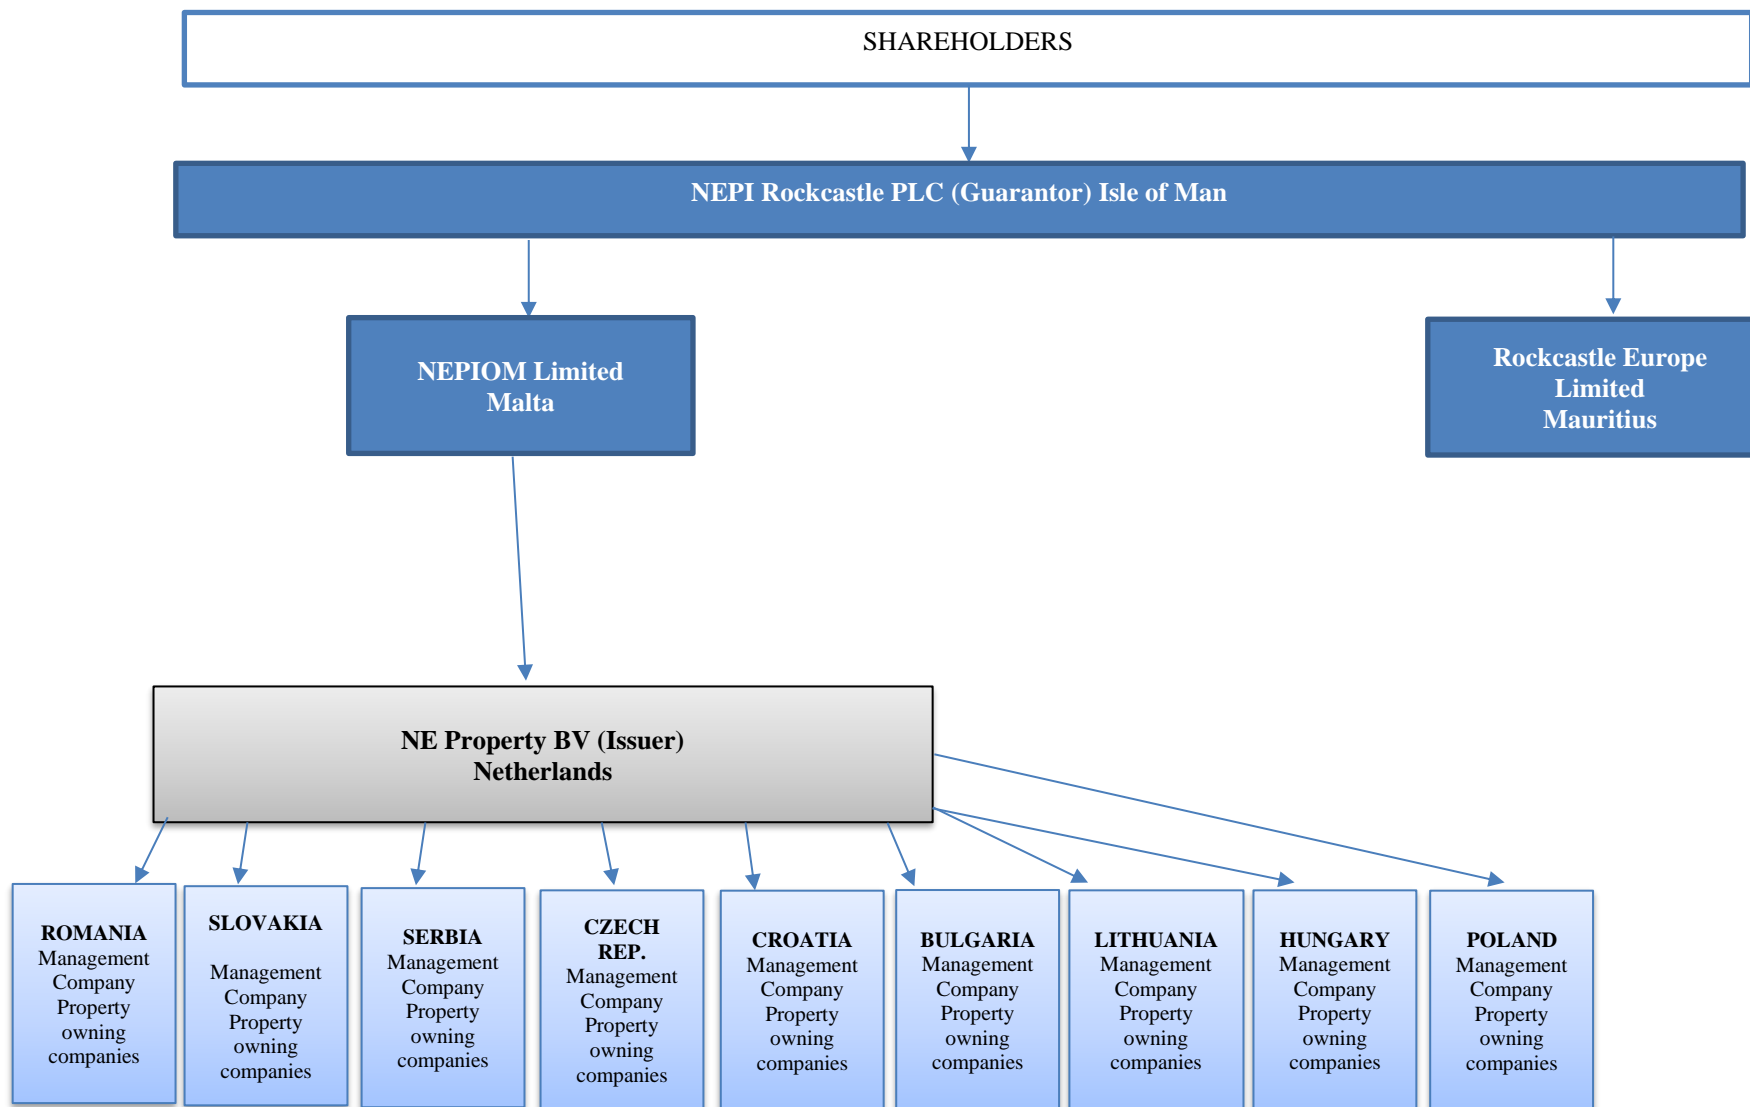 SHAREHOLDERS
NEPI Rockcastle PLC (Guarantor) Isle of Man
NEPIOM Limited
Malta
Rockcastle Europe
Limited
Mauritius
NE Property BV (Issuer)
Netherlands
ROMANIA
Management
Company
Property
owning
companies
SLOVAKIA
Management
Company
Property
owning
companies
SERBIA
Management
Company
Property
owning
companies
CZECH
REP.
Management
Company
Property
owning
companies
CROATIA
Management
Company
Property
owning
companies
BULGARIA
Management
Company
Property
owning
companies
LITHUANIA
Management
Company
Property
owning
companies
HUNGARY
Management
Company
Property
owning
companies
POLAND
Management
Company
Property
owning
companies